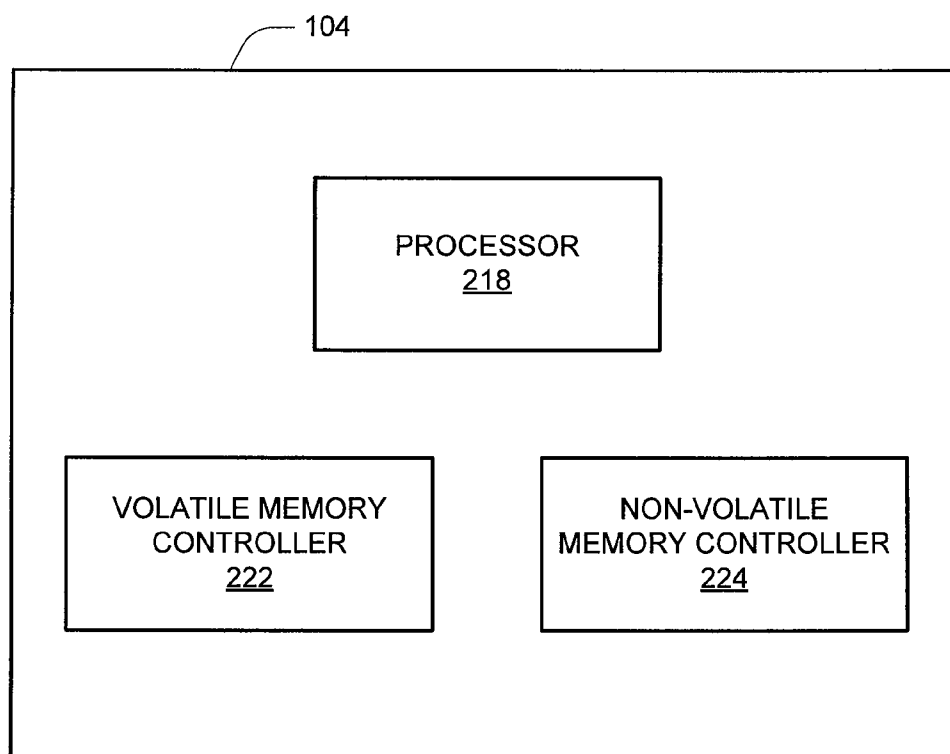 104
PROCESSOR
218
VOLATILE MEMORY
CONTROLLER
222
NON-VOLATILE
MEMORY CONTROLLER
224